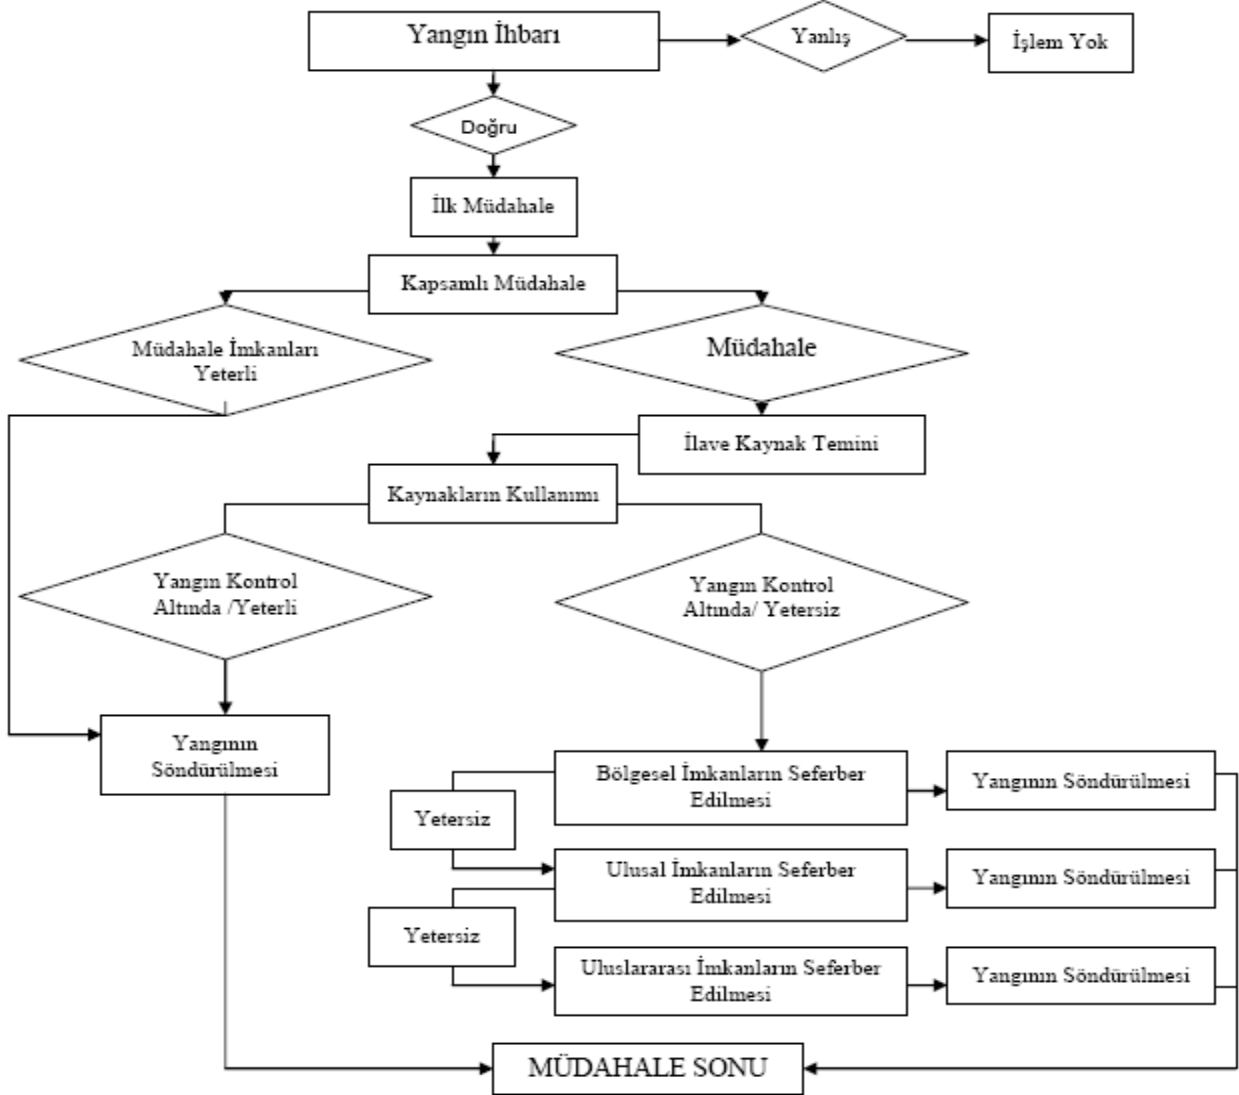 Yangın İhbarı
Yanlış
İşlem Yok
Doğru
İlk Müdahale
Kapsamlı Müdahale
Müdahale İmkanları
Yeterli
Müdahale
İlave Kaynak Temini
Kaynakların Kullanımı
Yangın Kontrol
Altında /Yeterli
Yangın Kontrol
Altında/ Yetersiz
Yangının
Söndürülmesi
Bölgesel İmkanların Seferber
Edilmesi
Yangının Söndürülmesi
Yetersiz
Ulusal İmkanların Seferber
Edilmesi
Yangının Söndürülmesi
Yetersiz
Uluslararası İmkanların Seferber
Edilmesi
Yangının Söndürülmesi
MÜDAHALE SONU